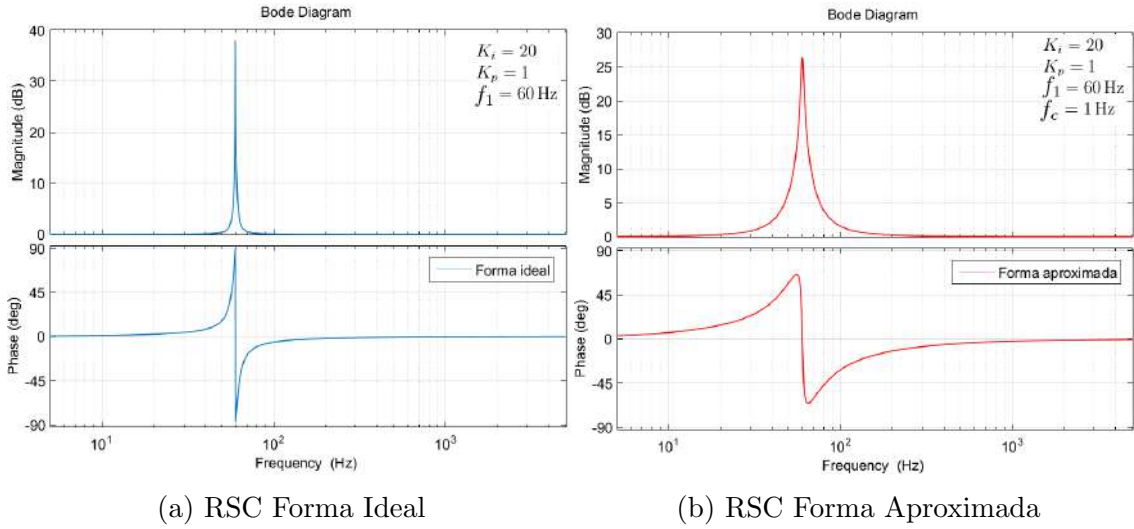 Bode Diagram
40
30
20
10
0
Magnitude (dB)
K_i = 20
K_p = 1
f_1 = 60 Hz
90
45
0
-45
-90
Phase (deg)
Forma ideal
10^1
10^2
10^3
Frequency (Hz)
(a) RSC Forma Ideal
Bode Diagram
30
25
20
15
10
5
0
Magnitude (dB)
K_i = 20
K_p = 1
f_1 = 60 Hz
f_c = 1 Hz
90
45
0
-45
-90
Phase (deg)
Forma aproximada
10^1
10^2
10^3
Frequency (Hz)
(b) RSC Forma Aproximada